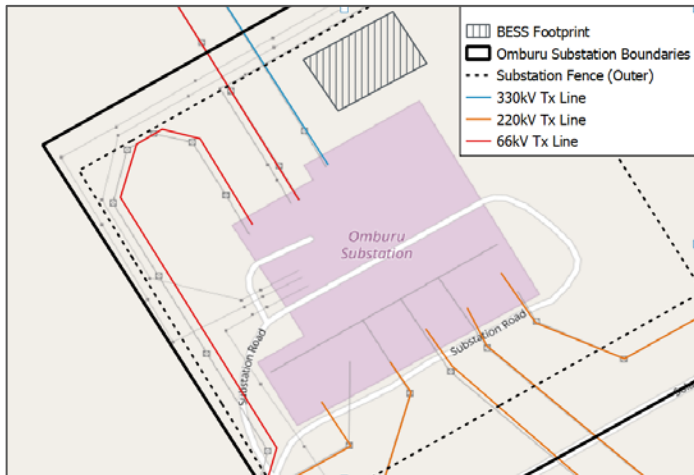 BESS Footprint
Omburu Substation Boundaries
Substation Fence (Outer)
330kV Tx Line
220kV Tx Line
66kV Tx Line
Omburu
Substation
Substation Road
Substation Road